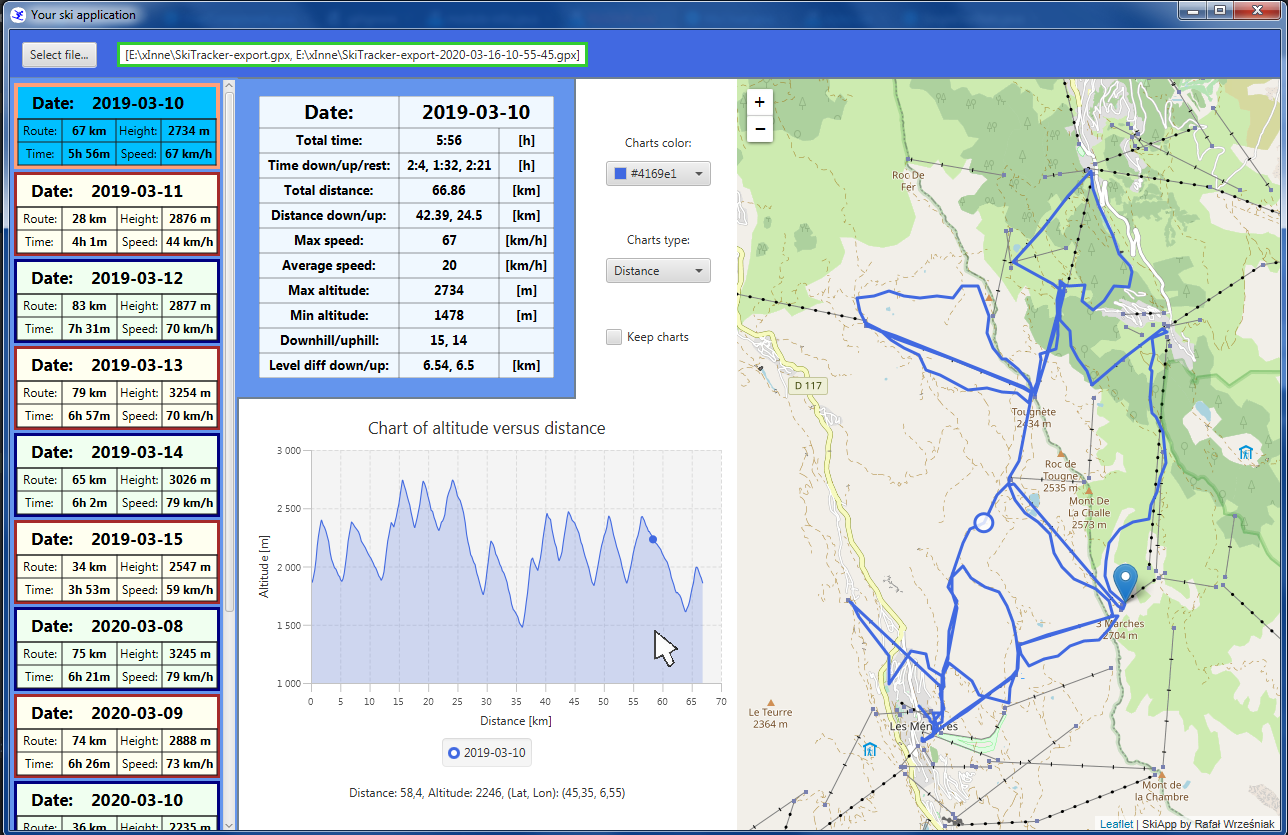 Your ski application
Select file...
[E:\xInne\SkiTracker-export.gpx, E:\xInne\SkiTracker-export-2020-03-16-10-55-45.gpx]
Date: 2019-03-10
Route: 67 km Height: 2734 m
Time: 5h 56m Speed: 67 km/h
Date: 2019-03-11
Route: 28 km Height: 2876 m
Time: 4h 1m Speed: 44 km/h
Date: 2019-03-12
Route: 83 km Height: 2877 m
Time: 7h 31m Speed: 70 km/h
Date: 2019-03-13
Route: 79 km Height: 3254 m
Time: 6h 57m Speed: 70 km/h
Date: 2019-03-14
Route: 65 km Height: 3026 m
Time: 6h 2m Speed: 79 km/h
Date: 2019-03-15
Route: 34 km Height: 2547 m
Time: 3h 53m Speed: 59 km/h
Date: 2020-03-08
Route: 75 km Height: 3245 m
Time: 6h 21m Speed: 79 km/h
Date: 2020-03-09
Route: 74 km Height: 2888 m
Time: 6h 26m Speed: 73 km/h
Date: 2020-03-10
Route: 36 km Height: 2235 m
Date: 2019-03-10
Total time: 5:56 [h]
Time down/up/rest: 2:4, 1:32, 2:21 [h]
Total distance: 66.86 [km]
Distance down/up: 42.39, 24.5 [km]
Max speed: 67 [km/h]
Average speed: 20 [km/h]
Max altitude: 2734 [m]
Min altitude: 1478 [m]
Downhill/uphill: 15, 14
Level diff down/up: 6.54, 6.5 [km]
Charts color:
#4169e1
Charts type:
Distance
Keep charts
Chart of altitude versus distance
Altitude [m]
3 000
2 500
2 000
1 500
1 000
0 5 10 15 20 25 30 35 40 45 50 55 60 65 70
Distance [km]
2019-03-10
Distance: 58,4, Altitude: 2246, (Lat, Lon): (45,35, 6,55)
+
−
Roc De
Fer
D 117
Tougnète
2434 m
Roc de
Tougne
2535 m
Mont De
La Challe
2573 m
3 Marches
2704 m
Le Teurre
2364 m
Les Ménuires
Mont de
la Chambre
Leaflet | SkiApp by Rafał Wrześniak